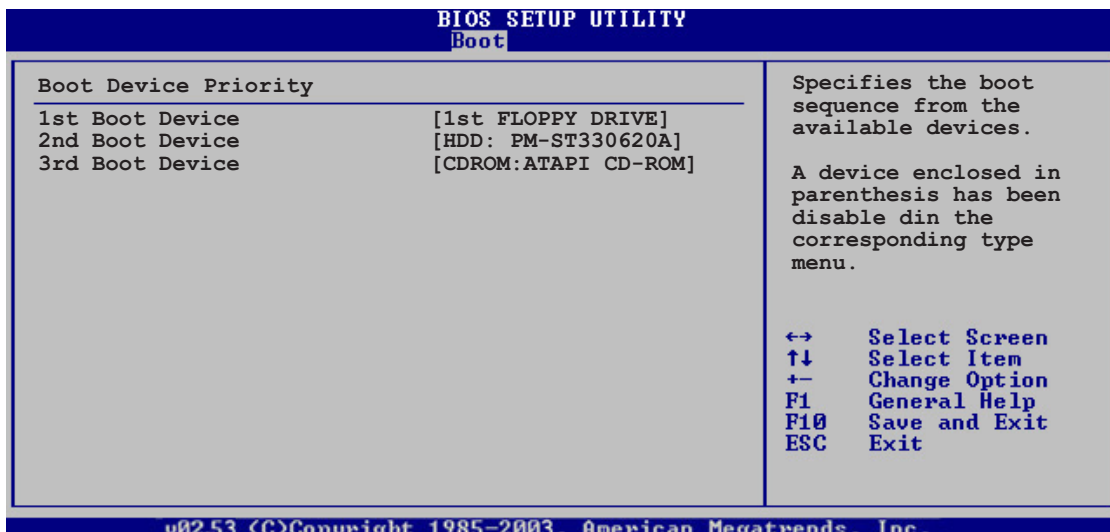 BIOS SETUP UTILITY
Boot
Boot Device Priority
1st Boot Device [1st FLOPPY DRIVE]
2nd Boot Device [HDD: PM-ST330620A]
3rd Boot Device [CDROM:ATAPI CD-ROM]
Specifies the boot
sequence from the
available devices.
A device enclosed in
parenthesis has been
disable din the
corresponding type
menu.
←→ Select Screen
↑↓ Select Item
+- Change Option
F1 General Help
F10 Save and Exit
ESC Exit
v02.53 (C)Copyright 1985-2003, American Megatrends, Inc.